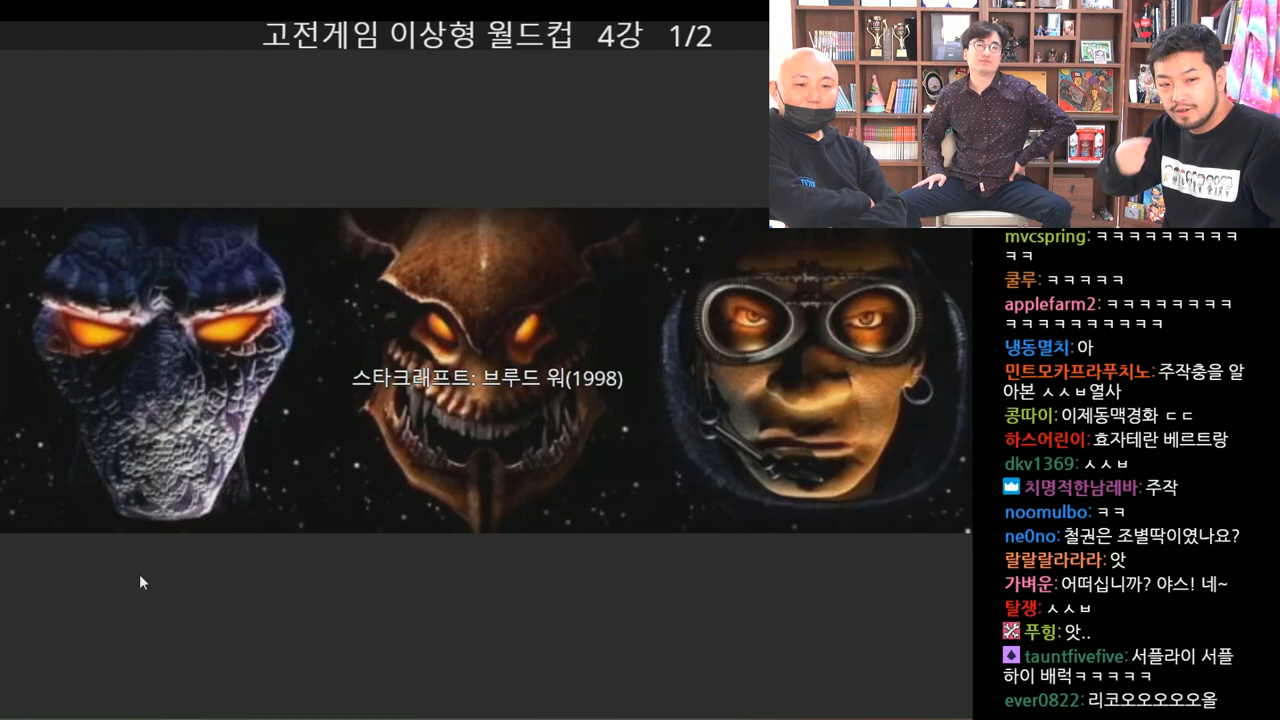 고전게임 이상형 월드컵 4강 1/2
스타크래프트: 브루드 워(1998)
mvcspring: ㅋㅋㅋㅋㅋㅋㅋㅋㅋ
ㅋㅋ
쿨루: ㅋㅋㅋㅋㅋ
applefarm2: ㅋㅋㅋㅋㅋㅋㅋㅋ
ㅋㅋㅋㅋㅋㅋㅋㅋㅋㅋ
냉동멸치: 아
민트모카프라푸치노: 주작충을 알
아본 ㅅㅅㅂ열사
콩따이: 이제동맥경화 ㄷㄷ
하스어린이: 효자테란 베르트랑
dkv1369: ㅅㅅㅂ
치명적한남레바: 주작
noomulbo: ㅋㅋ
ne0no: 철권은 조별딱이였나요?
랄랄랄라라라: 앗
가벼운: 어떠십니까? 야스! 네~
탈쟁: ㅅㅅㅂ
푸힝: 앗..
tauntfivefive: 서플라이 서플
하이 배럭ㅋㅋㅋㅋㅋ
ever0822: 리코오오오오오올